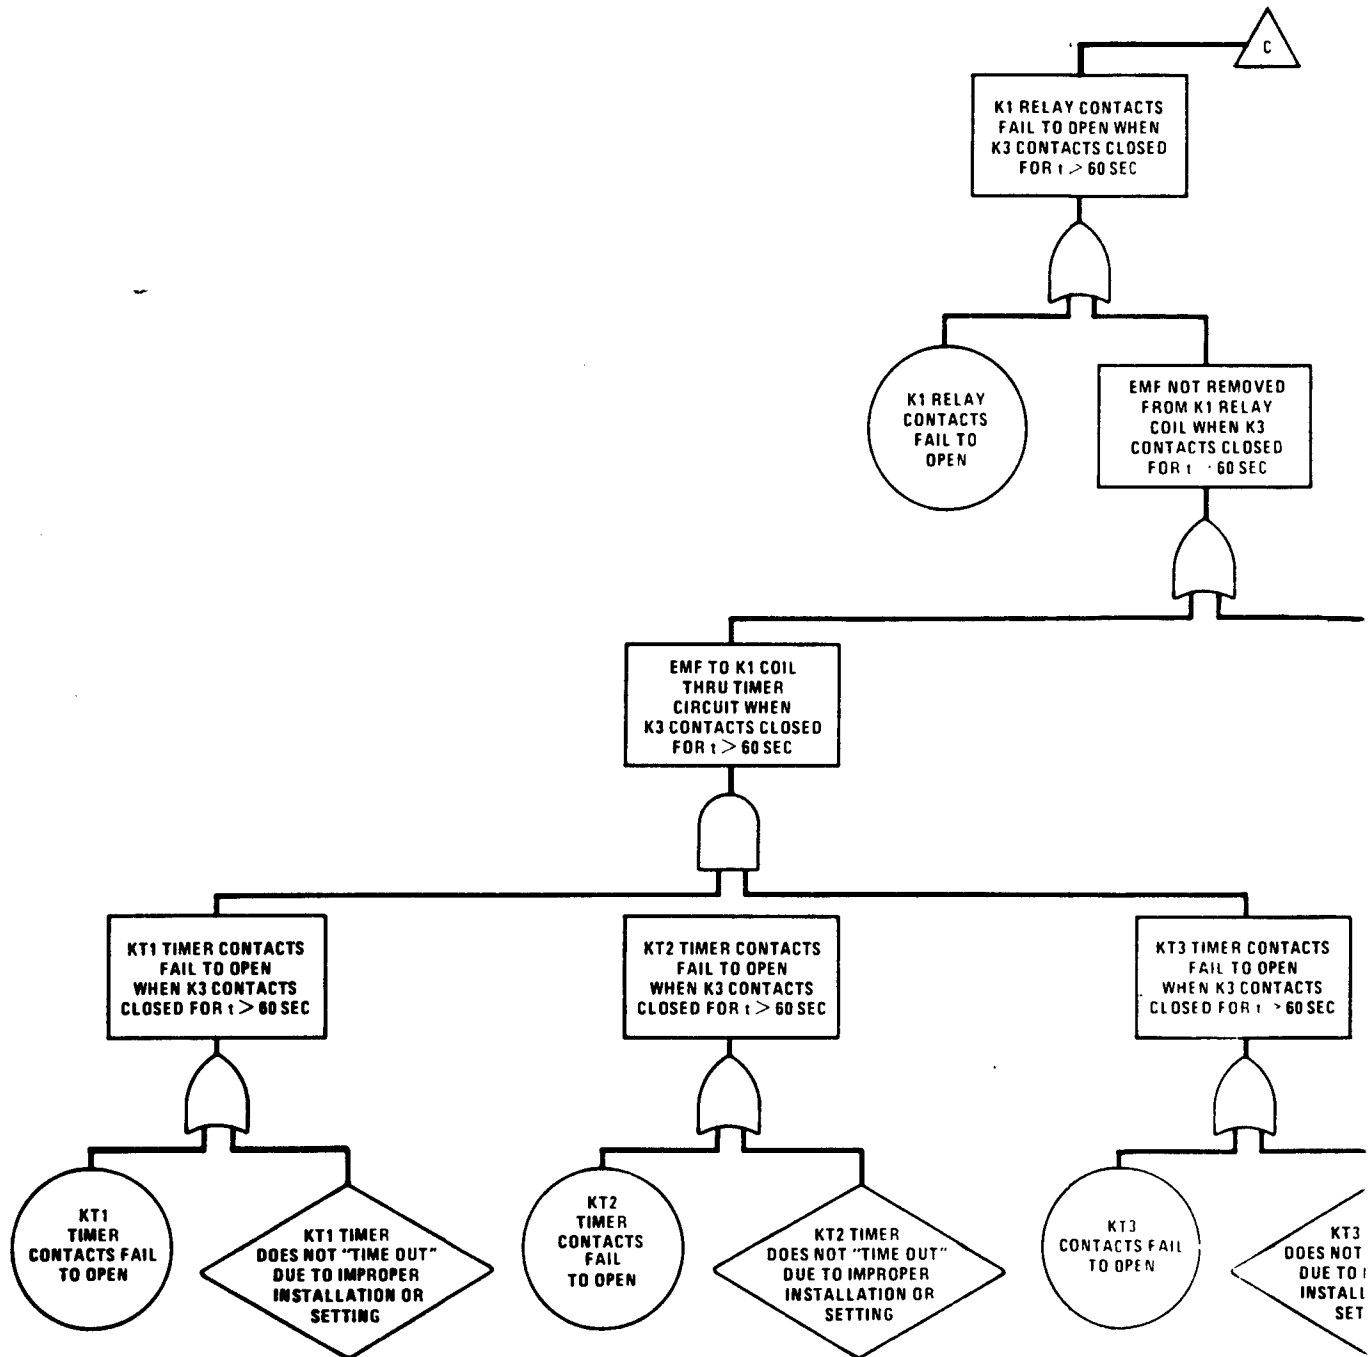 C
K1 RELAY CONTACTS
FAIL TO OPEN WHEN
K3 CONTACTS CLOSED
FOR t > 60 SEC
K1 RELAY
CONTACTS
FAIL TO
OPEN
EMF NOT REMOVED
FROM K1 RELAY
COIL WHEN K3
CONTACTS CLOSED
FOR t 60 SEC
EMF TO K1 COIL
THRU TIMER
CIRCUIT WHEN
K3 CONTACTS CLOSED
FOR t > 60 SEC
KT1 TIMER CONTACTS
FAIL TO OPEN
WHEN K3 CONTACTS
CLOSED FOR t > 60 SEC
KT2 TIMER CONTACTS
FAIL TO OPEN
WHEN K3 CONTACTS
CLOSED FOR t > 60 SEC
KT3 TIMER CONTACTS
FAIL TO OPEN
WHEN K3 CONTACTS
CLOSED FOR t > 60 SEC
KT1
TIMER
CONTACTS FAIL
TO OPEN
KT1 TIMER
DOES NOT "TIME OUT"
DUE TO IMPROPER
INSTALLATION OR
SETTING
KT2
TIMER
CONTACTS
FAIL
TO OPEN
KT2 TIMER
DOES NOT "TIME OUT"
DUE TO IMPROPER
INSTALLATION OR
SETTING
KT3
CONTACTS FAIL
TO OPEN
KT3
DOES NOT
DUE TO
INSTALL
SET